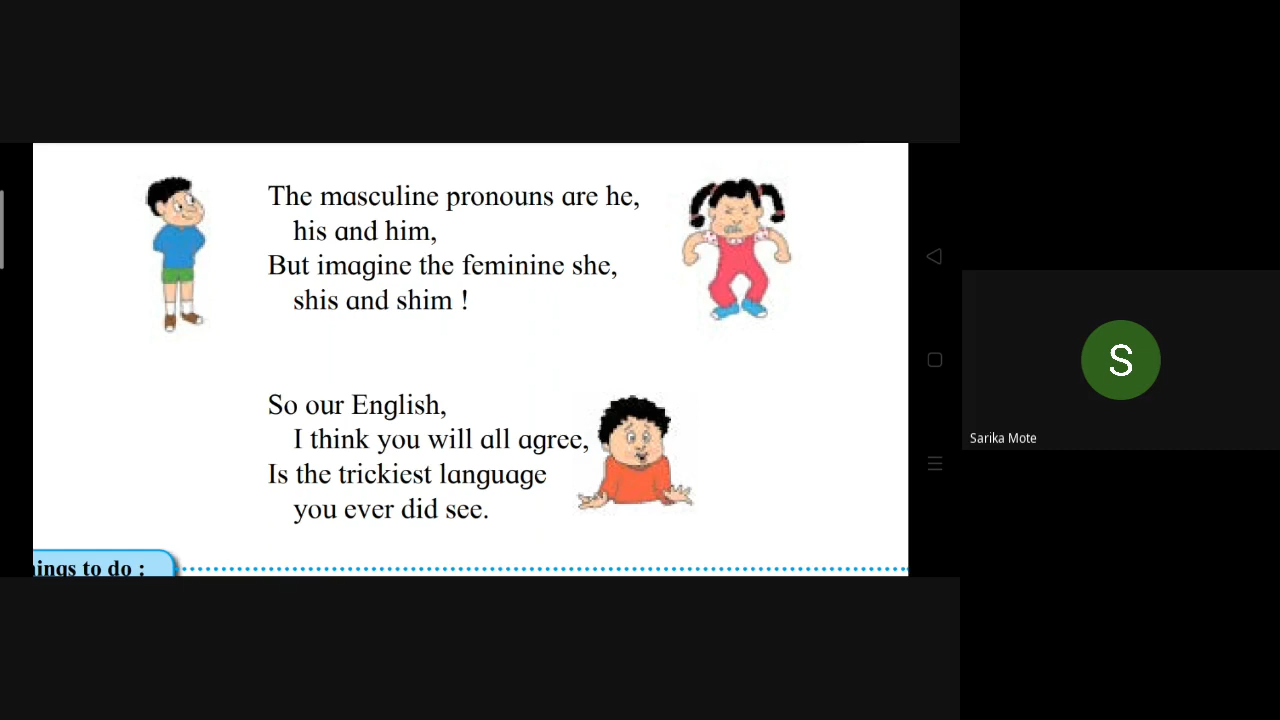 The masculine pronouns are he,
his and him,
But imagine the feminine she,
shis and shim !
So our English,
I think you will all agree,
Is the trickiest language
you ever did see.
ings to do :
S
Sarika Mote